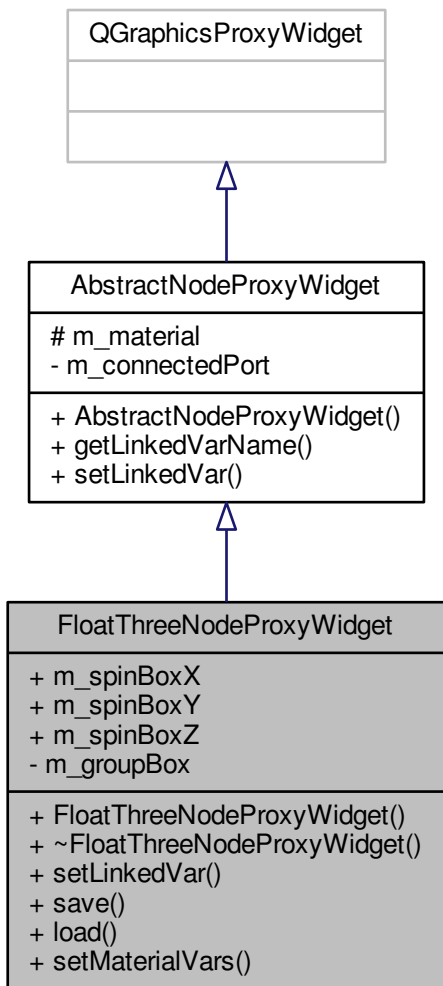 QGraphicsProxyWidget
AbstractNodeProxyWidget
# m_material
- m_connectedPort
+ AbstractNodeProxyWidget()
+ getLinkedVarName()
+ setLinkedVar()
FloatThreeNodeProxyWidget
+ m_spinBoxX
+ m_spinBoxY
+ m_spinBoxZ
- m_groupBox
+ FloatThreeNodeProxyWidget()
+ ~FloatThreeNodeProxyWidget()
+ setLinkedVar()
+ save()
+ load()
+ setMaterialVars()